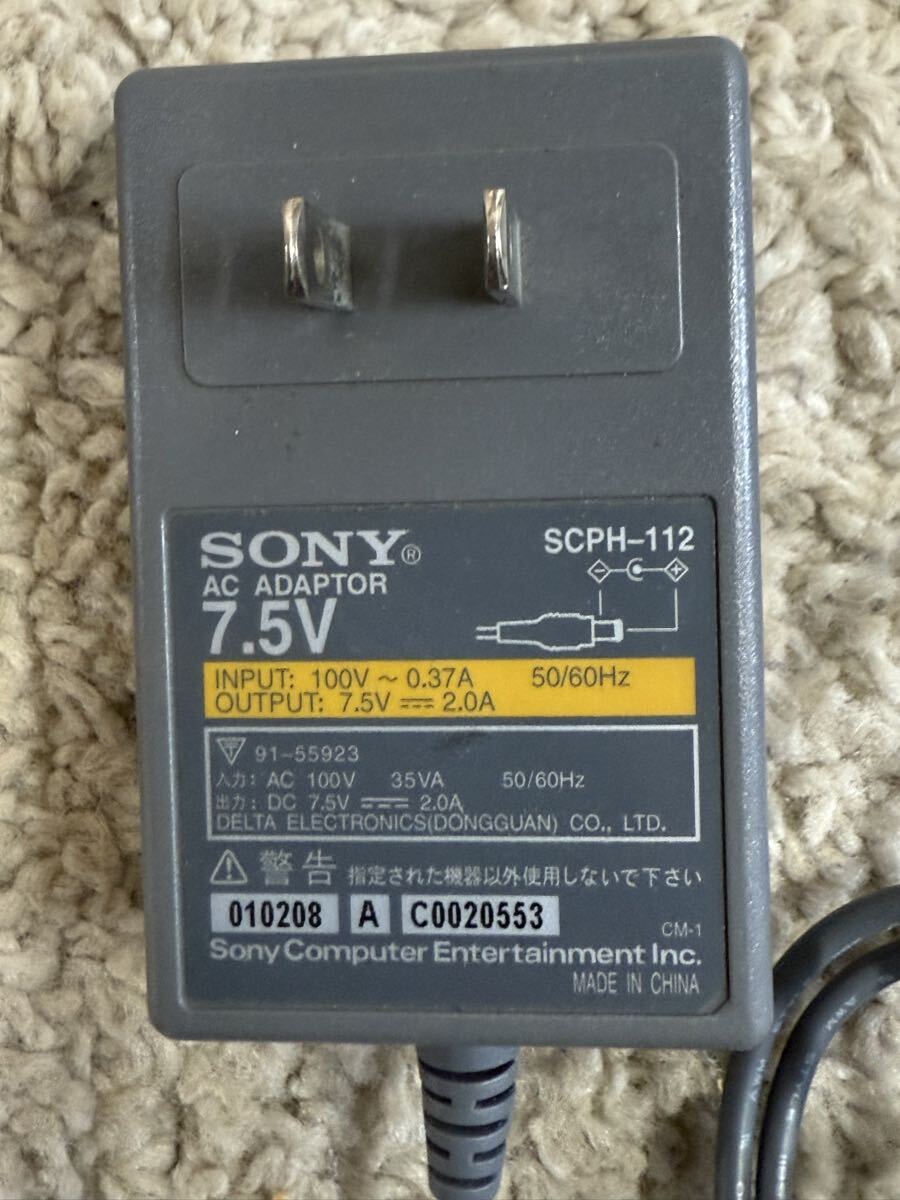 SONY®
SCPH-112
AC ADAPTOR
7.5V
INPUT: 100V ~ 0.37A 50/60Hz
OUTPUT: 7.5V ⎓ 2.0A
T 91-55923
入力: AC 100V 35VA 50/60Hz
出力: DC 7.5V ⎓ 2.0A
DELTA ELECTRONICS(DONGGUAN) CO., LTD.
⚠ 警告 指定された機器以外使用しないで下さい
010208 A C0020553
CM-1
Sony Computer Entertainment Inc.
MADE IN CHINA